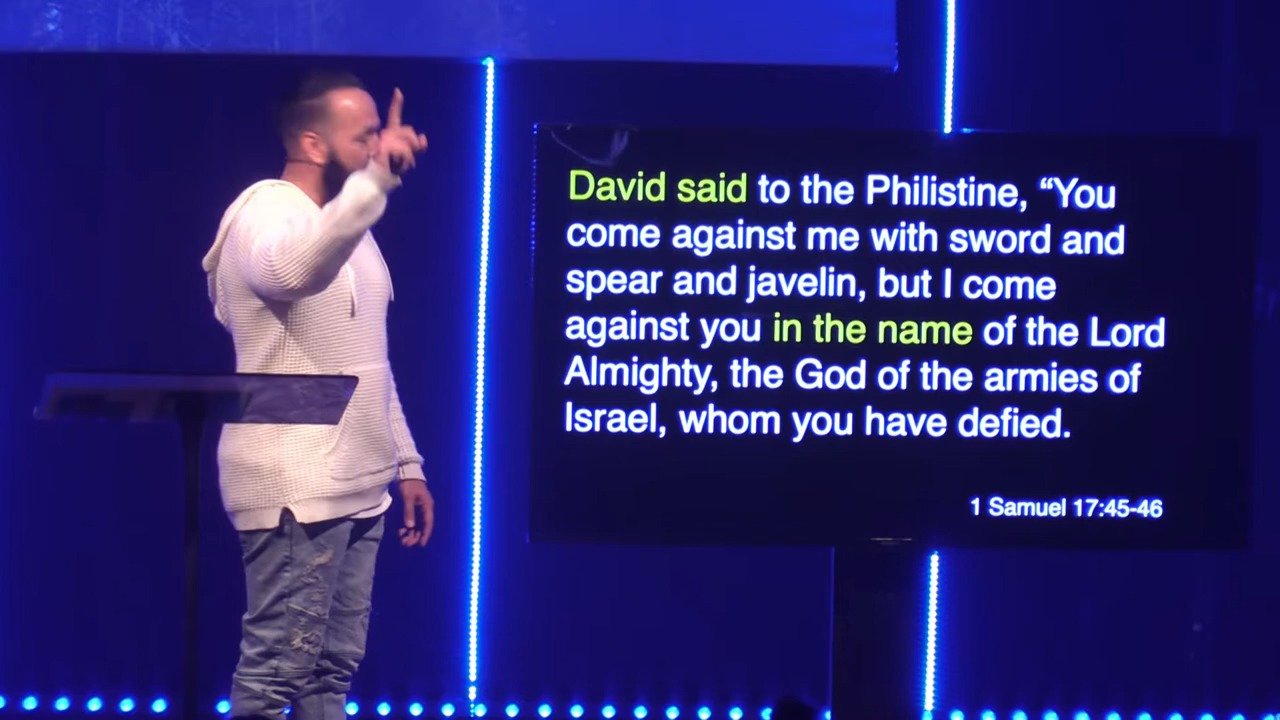 David said to the Philistine, “You
come against me with sword and
spear and javelin, but I come
against you in the name of the Lord
Almighty, the God of the armies of
Israel, whom you have defied.
1 Samuel 17:45-46